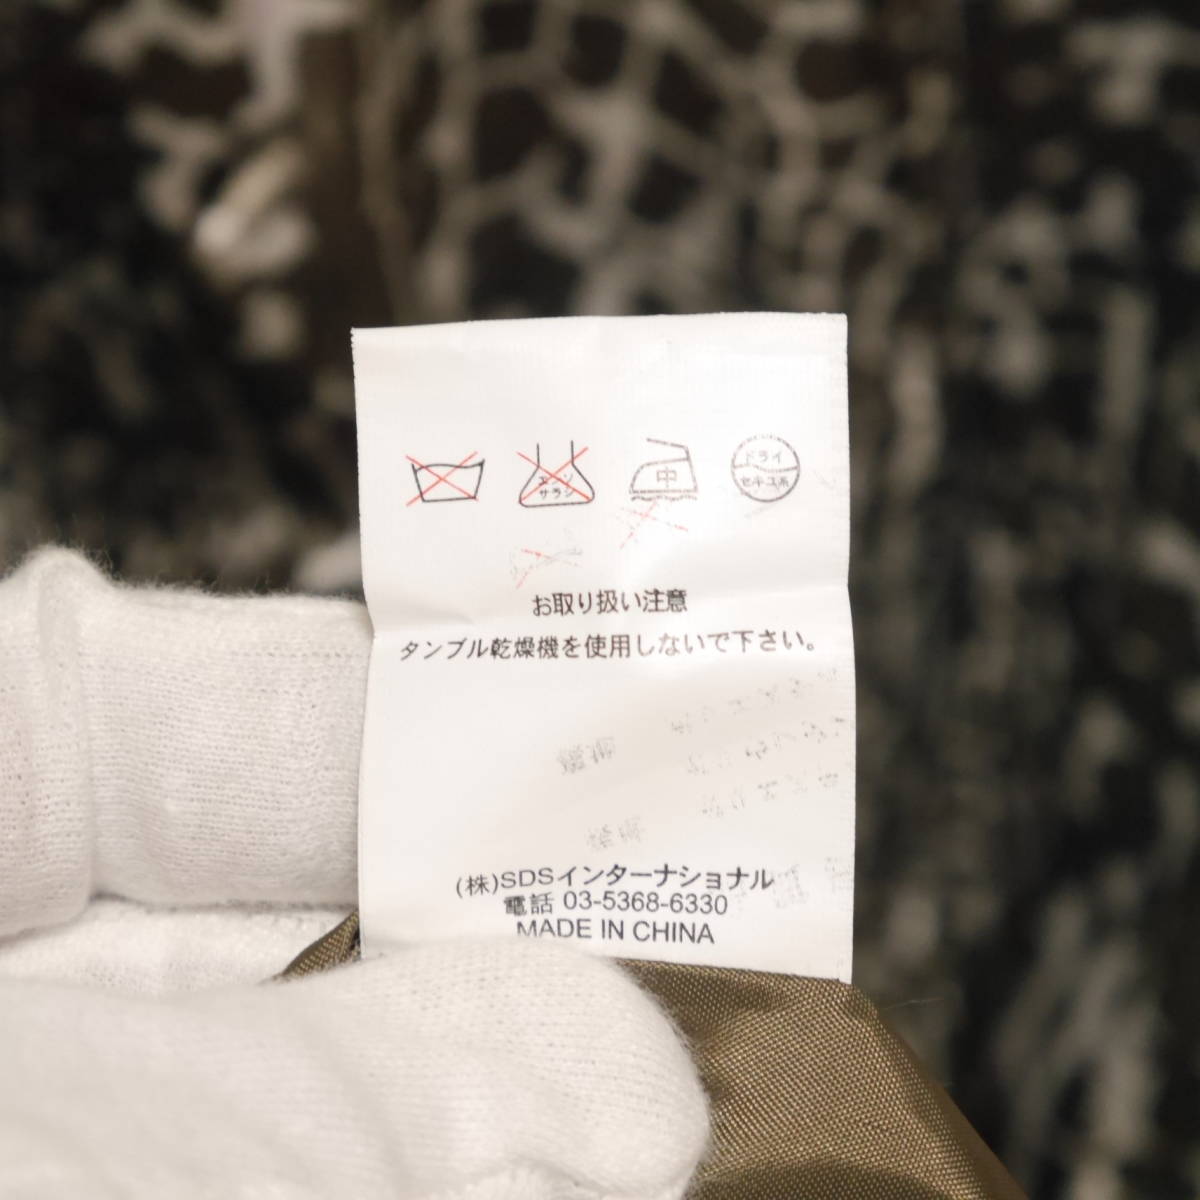 エンソ
サラシ
中
ドライ
セキユ系
お取り扱い注意
タンブル乾燥機を使用しないで下さい。
(株)SDSインターナショナル
電話 03-5368-6330
MADE IN CHINA